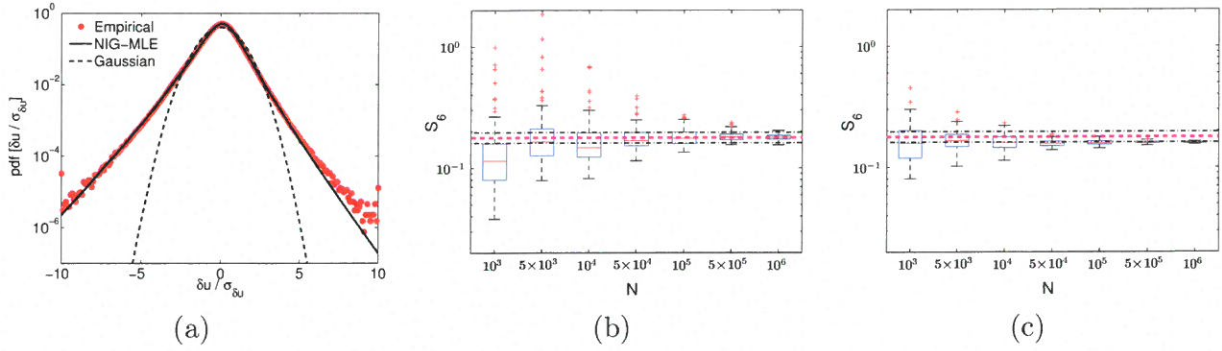 Empirical
NIG-MLE
Gaussian
pdf [δu / σ_δu]
10^0
10^-2
10^-4
10^-6
-10 -5 0 5 10
δu / σ_δu
(a)
S_6
10^0
10^-1
10^3 5×10^3 10^4 5×10^4 10^5 5×10^5 10^6
N
(b)
S_6
10^0
10^-1
10^3 5×10^3 10^4 5×10^4 10^5 5×10^5 10^6
N
(c)